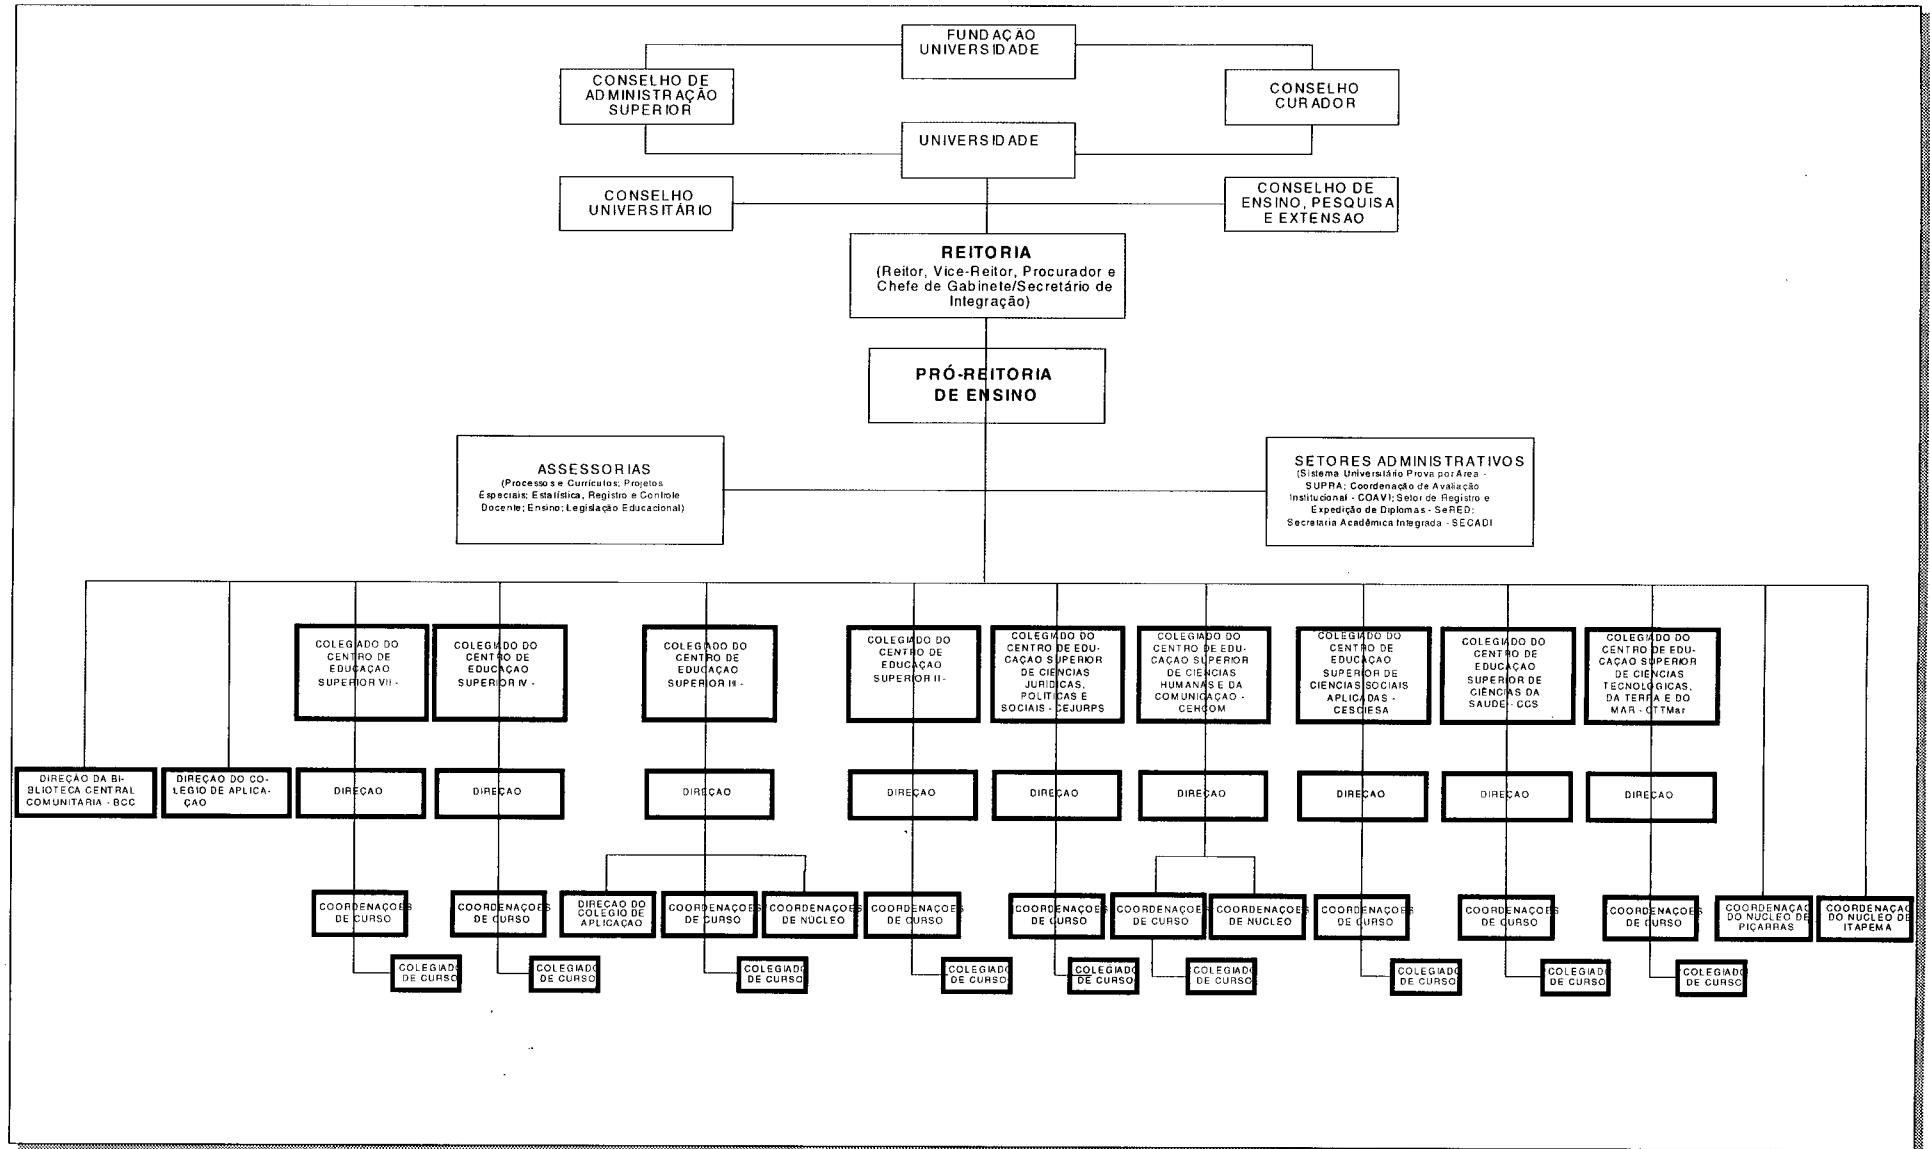 FUNDAÇÃO
UNIVERSIDADE
CONSELHO DE
ADMINISTRAÇÃO
SUPERIOR
CONSELHO
CURADOR
UNIVERSIDADE
CONSELHO
UNIVERSITÁRIO
CONSELHO DE
ENSINO, PESQUISA
E EXTENSAO
REITORIA
(Reitor, Vice-Reitor, Procurador e
Chefe de Gabinete/Secretário de
Integração)
PRÓ-REITORIA
DE ENSINO
ASSESSORIAS
(Processos e Currículos; Projetos
Especiais; Estatística, Registro e Controle
Docente; Ensino; Legislação Educacional)
SETORES ADMINISTRATIVOS
(Sistema Universitário Prova por Area -
SUPRA; Coordenação de Avaliação
Institucional - COAVI; Setor de Registro e
Expedição de Diplomas - SeRED;
Secretaria Acadêmica Integrada - SECADI
COLEGIADO DO
CENTRO DE
EDUCAÇAO
SUPERIOR VII -
COLEGIADO DO
CENTRO DE
EDUCAÇAO
SUPERIOR IV -
COLEGIADO DO
CENTRO DE
EDUCAÇAO
SUPERIOR III -
COLEGIADO DO
CENTRO DE
EDUCAÇAO
SUPERIOR II -
COLEGIADO DO
CENTRO DE EDU-
CAÇAO SUPERIOR
DE CIENCIAS
JURIDICAS,
POLITICAS E
SOCIAIS - CEJURPS
COLEGIADO DO
CENTRO DE EDU-
CAÇAO SUPERIOR
DE CIENCIAS
HUMANAS E DA
COMUNICAÇAO -
CEHCOM
COLEGIADO DO
CENTRO DE
EDUCAÇAO
SUPERIOR DE
CIENCIAS SOCIAIS
APLICADAS -
CESCIESA
COLEGIADO DO
CENTRO DE
EDUCAÇAO
SUPERIOR DE
CIÊNCIAS DA
SAUDE - CCS
COLEGIADO DO
CENTRO DE EDU-
CAÇAO SUPERIOR
DE CIENCIAS
TECNOLOGICAS,
DA TERRA E DO
MAR - CTTMar
DIREÇAO DA BI-
BLIOTECA CENTRAL
COMUNITARIA - BCC
DIREÇAO DO CO-
LEGIO DE APLICA-
ÇAO
DIREÇAO
DIREÇAO
DIREÇAO
DIREÇAO
DIREÇAO
DIREÇAO
DIREÇAO
DIREÇAO
DIREÇAO
COORDENAÇOES
DE CURSO
COORDENAÇOES
DE CURSO
DIREÇAO DO
COLEGIO DE
APLICAÇAO
COORDENAÇOES
DE CURSO
COORDENAÇOES
DE NUCLEO
COORDENAÇOES
DE CURSO
COORDENAÇOES
DE CURSO
COORDENAÇOES
DE CURSO
COORDENAÇOES
DE NUCLEO
COORDENAÇOES
DE CURSO
COORDENAÇOES
DE CURSO
COORDENAÇOES
DE CURSO
COORDENAÇAO
DO NUCLEO DE
PIÇARRAS
COORDENAÇAO
DO NUCLEO DE
ITAPEMA
COLEGIADO
DE CURSO
COLEGIADO
DE CURSO
COLEGIADO
DE CURSO
COLEGIADO
DE CURSO
COLEGIADO
DE CURSO
COLEGIADO
DE CURSO
COLEGIADO
DE CURSO
COLEGIADO
DE CURSO
COLEGIADO
DE CURSO